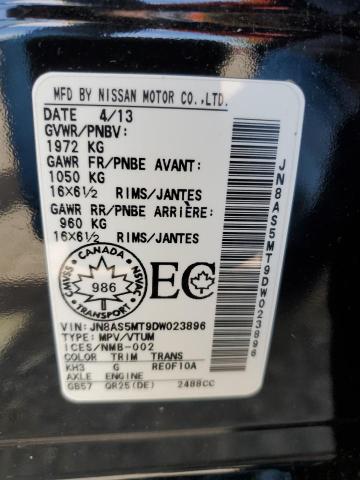 MFD BY NISSAN MOTOR CO.,LTD.
DATE 4/13
GVWR/PNBV:
1972 KG
GAWR FR/PNBE AVANT:
1050 KG
16X6½ RIMS/JANTES
GAWR RR/PNBE ARRIÈRE:
960 KG
16X6½ RIMS/JANTES
CANADA
CMVSS
NSVAC
986
TRANSPORT
EC
VIN: JN8AS5MT9DW023896
TYPE: MPV/VTUM
ICES/NMB-002
COLOR TRIM TRANS
KH3 G RE0F10A
AXLE ENGINE
GB57 QR25(DE) 2488CC
JN8AS5MT9DW023896